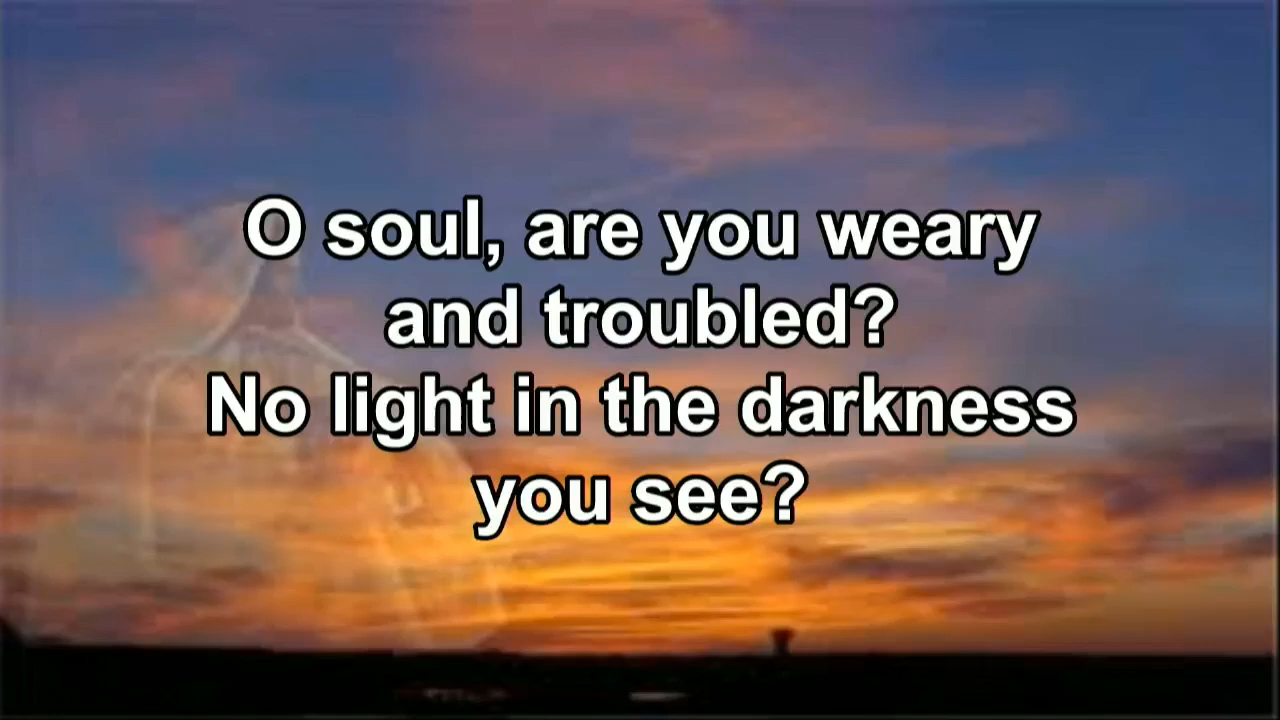 O soul, are you weary
and troubled?
No light in the darkness
you see?